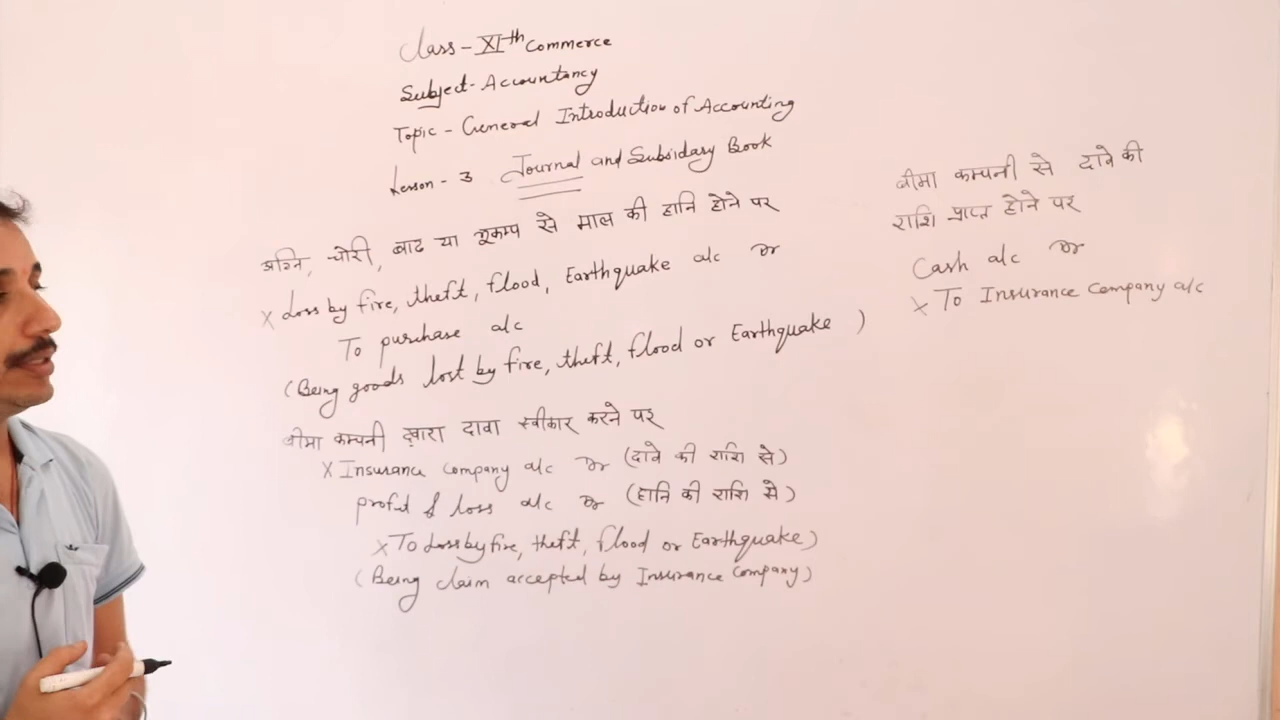 Class - XIth Commerce
Subject - Accountancy
Topic - General Introduction of Accounting
Lesson - 3 Journal and Subsidary Book
अग्नि, चोरी, बाढ या भूकम्प से माल की हानि होने पर
x Loss by fire, theft, flood, Earthquake a/c Dr
To purchase a/c
(Being goods lost by fire, theft, flood or Earthquake )
बीमा कम्पनी द्वारा दावा स्वीकार करने पर
x Insurance Company a/c Dr (दावे की राशि से)
profit & loss a/c Dr (हानि की राशि से)
x To Loss by fire, theft, flood or Earthquake)
(Being claim accepted by Insurance Company)
बीमा कम्पनी से दावे की
राशि प्राप्त होने पर
Cash a/c Dr
x To Insurance Company a/c